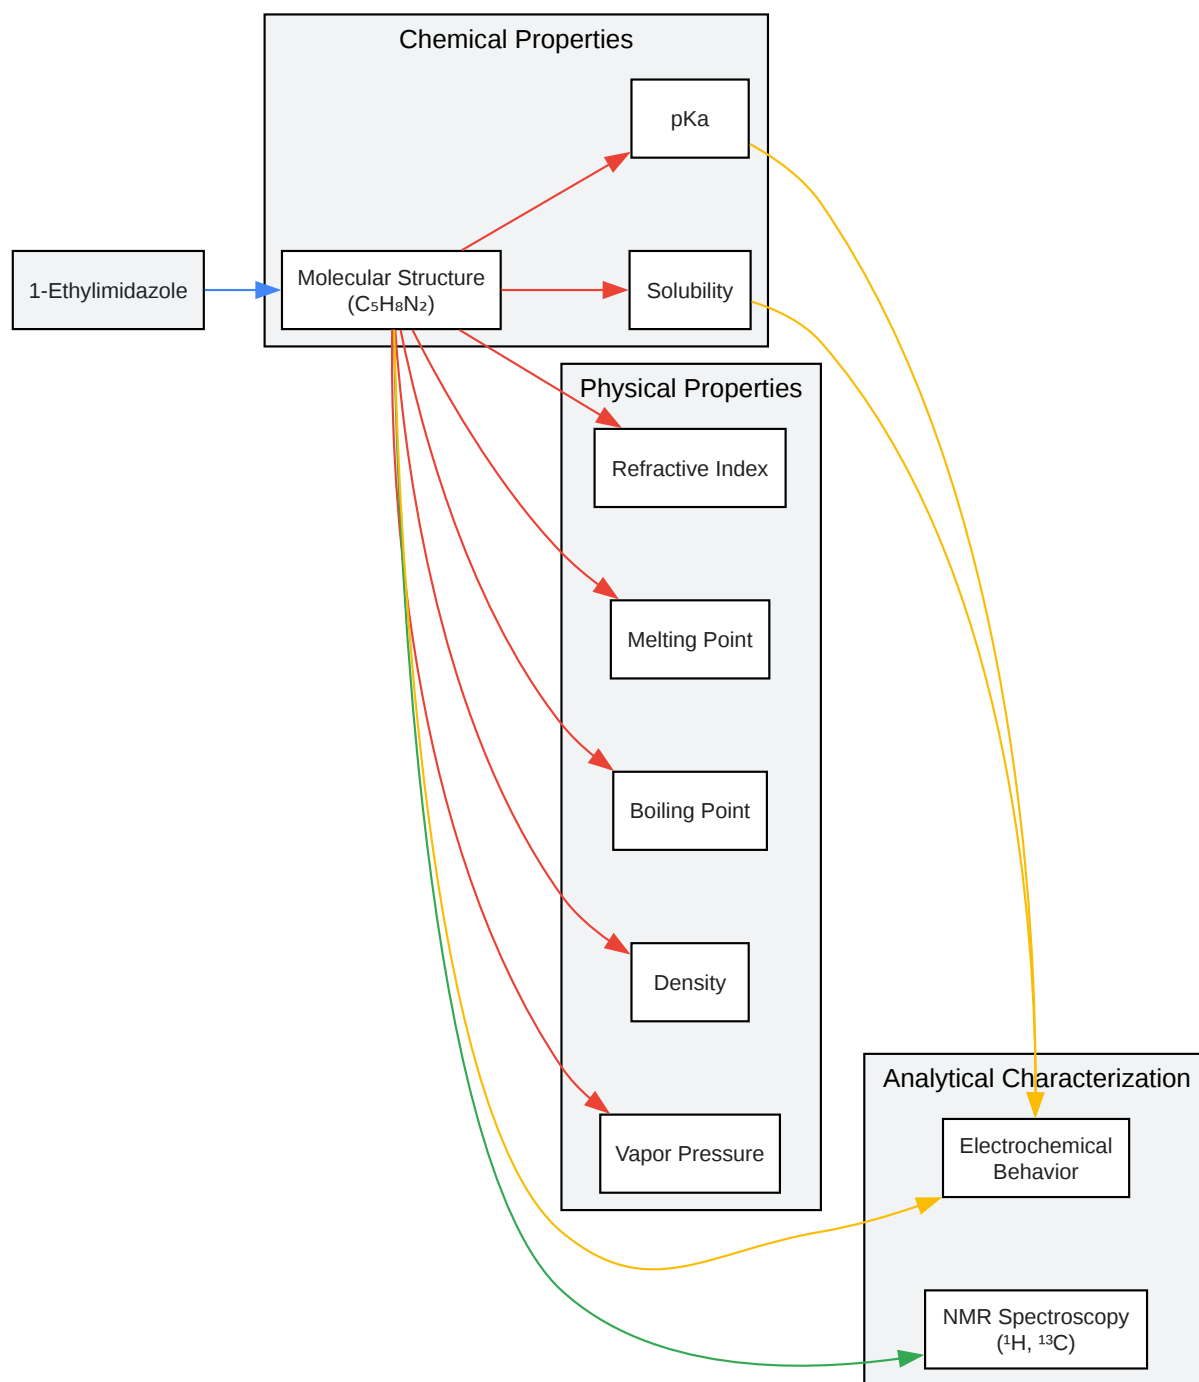 Chemical Properties
pKa
1-Ethylimidazole
Molecular Structure
(C₅H₈N₂)
Solubility
Physical Properties
Refractive Index
Melting Point
Boiling Point
Density
Vapor Pressure
Analytical Characterization
Electrochemical
Behavior
NMR Spectroscopy
(¹H, ¹³C)